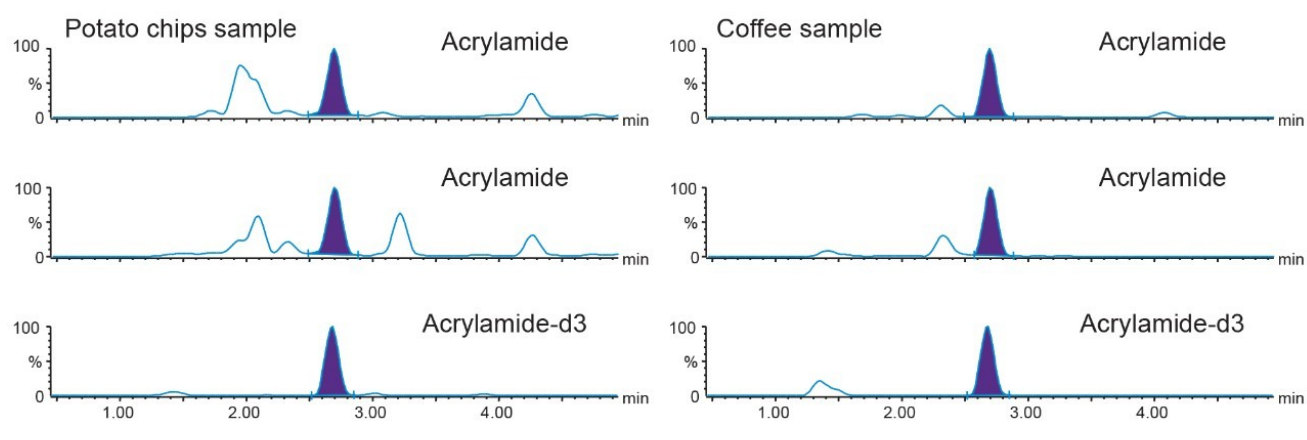 Potato chips sample
Acrylamide
100
%
0
min
Acrylamide
100
%
0
min
Acrylamide-d3
100
%
0
min
1.00 2.00 3.00 4.00
Coffee sample
Acrylamide
100
%
0
min
Acrylamide
100
%
0
min
Acrylamide-d3
100
%
0
min
1.00 2.00 3.00 4.00